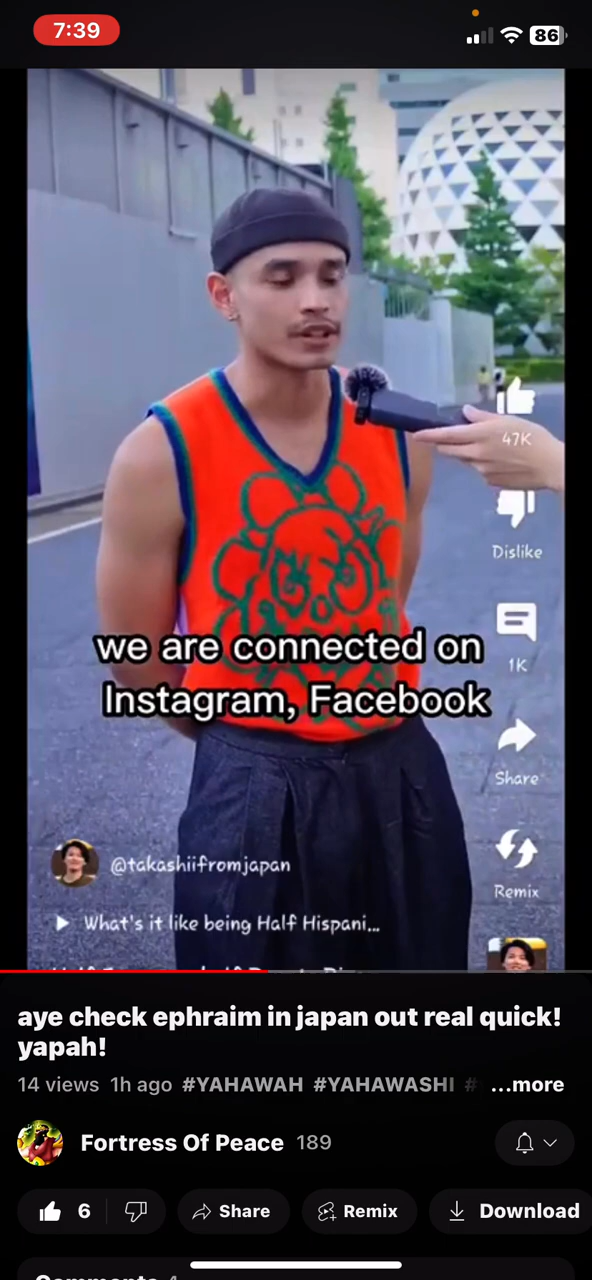 7:39
86
47K
Dislike
we are connected on
Instagram, Facebook
1K
Share
@takashiifromjapan
Remix
What's it like being Half Hispani...
aye check ephraim in japan out real quick!
yapah!
14 views 1h ago #YAHAWAH #YAHAWASHI # ...more
Fortress Of Peace 189
6 Share Remix Download